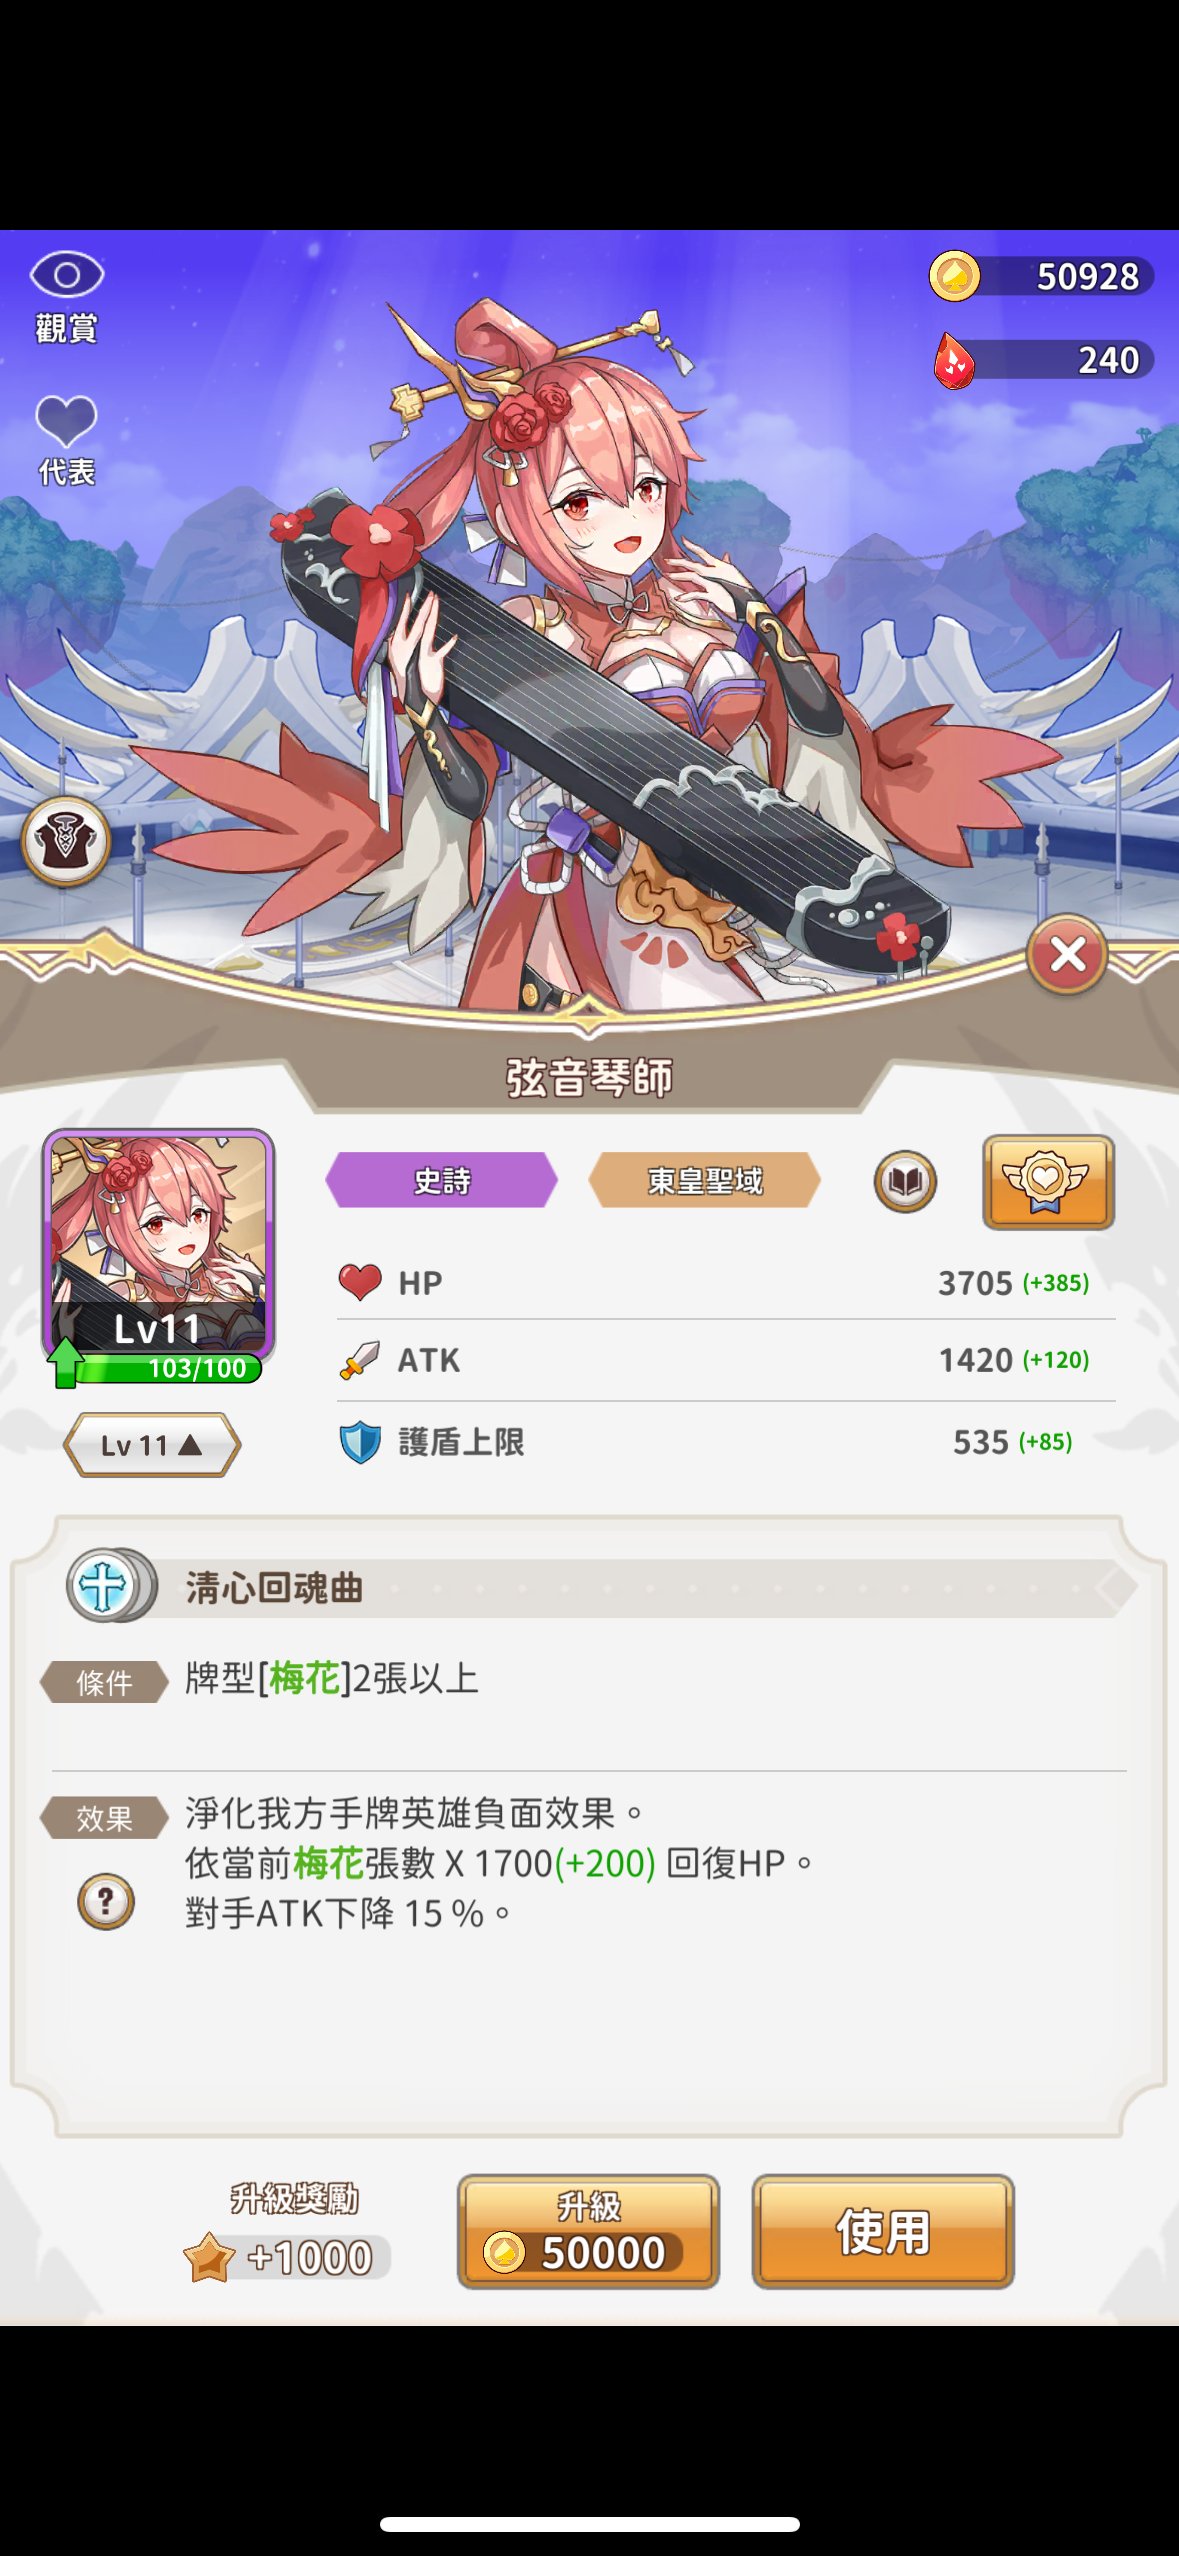 觀賞
50928
240
代表
弦音琴師
史詩
東皇聖域
Lv11
103/100
Lv 11 ▲
HP
3705 (+385)
ATK
1420 (+120)
護盾上限
535 (+85)
清心回魂曲
條件
牌型[梅花]2張以上
效果
淨化我方手牌英雄負面效果。
依當前梅花張數 X 1700(+200) 回復HP。
對手ATK下降 15 %。
?
升級獎勵
+1000
升級
50000
使用